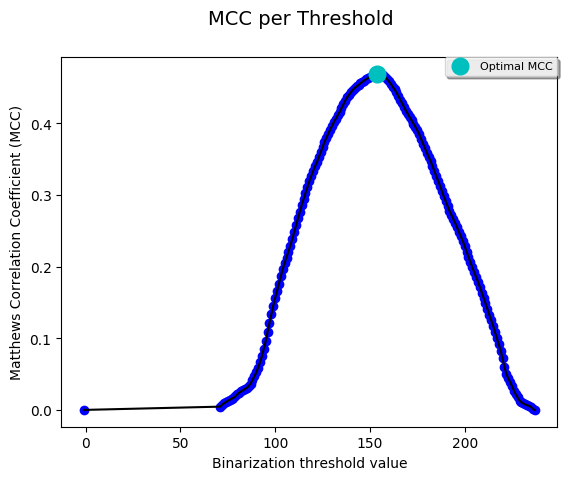 MCC per Threshold
Optimal MCC
Matthews Correlation Coefficient (MCC)
0.4
0.3
0.2
0.1
0.0
0 50 100 150 200
Binarization threshold value